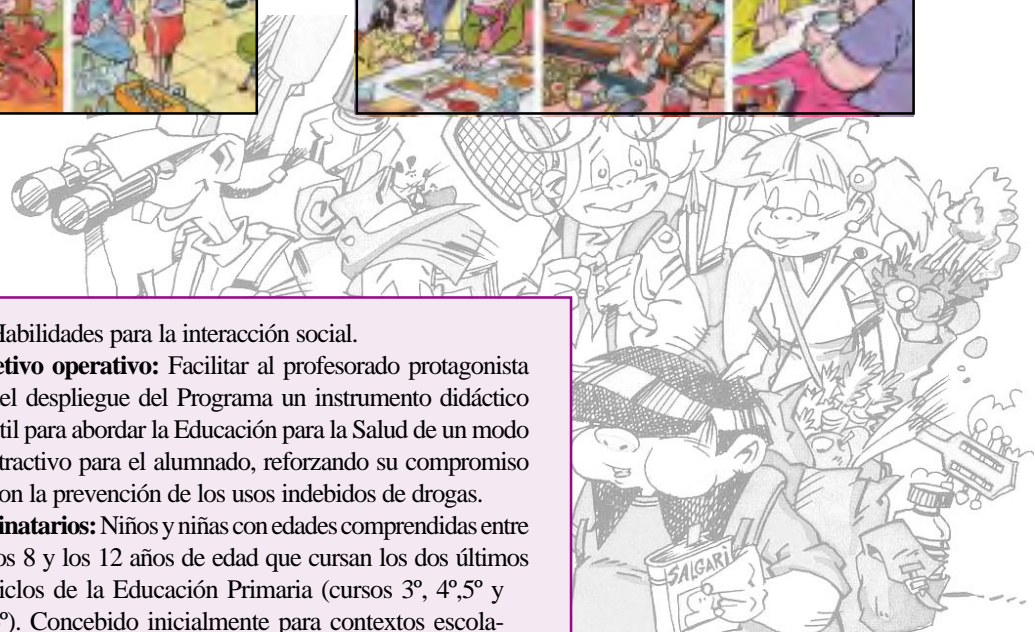 Habilidades para la interacción social.
etivo operativo: Facilitar al profesorado protagonista
el despliegue del Programa un instrumento didáctico
til para abordar la Educación para la Salud de un modo
tractivo para el alumnado, reforzando su compromiso
on la prevención de los usos indebidos de drogas.
inatarios: Niños y niñas con edades comprendidas entre
os 8 y los 12 años de edad que cursan los dos últimos
iclos de la Educación Primaria (cursos 3º, 4º,5º y
º). Concebido inicialmente para contextos escola-
SALGARI